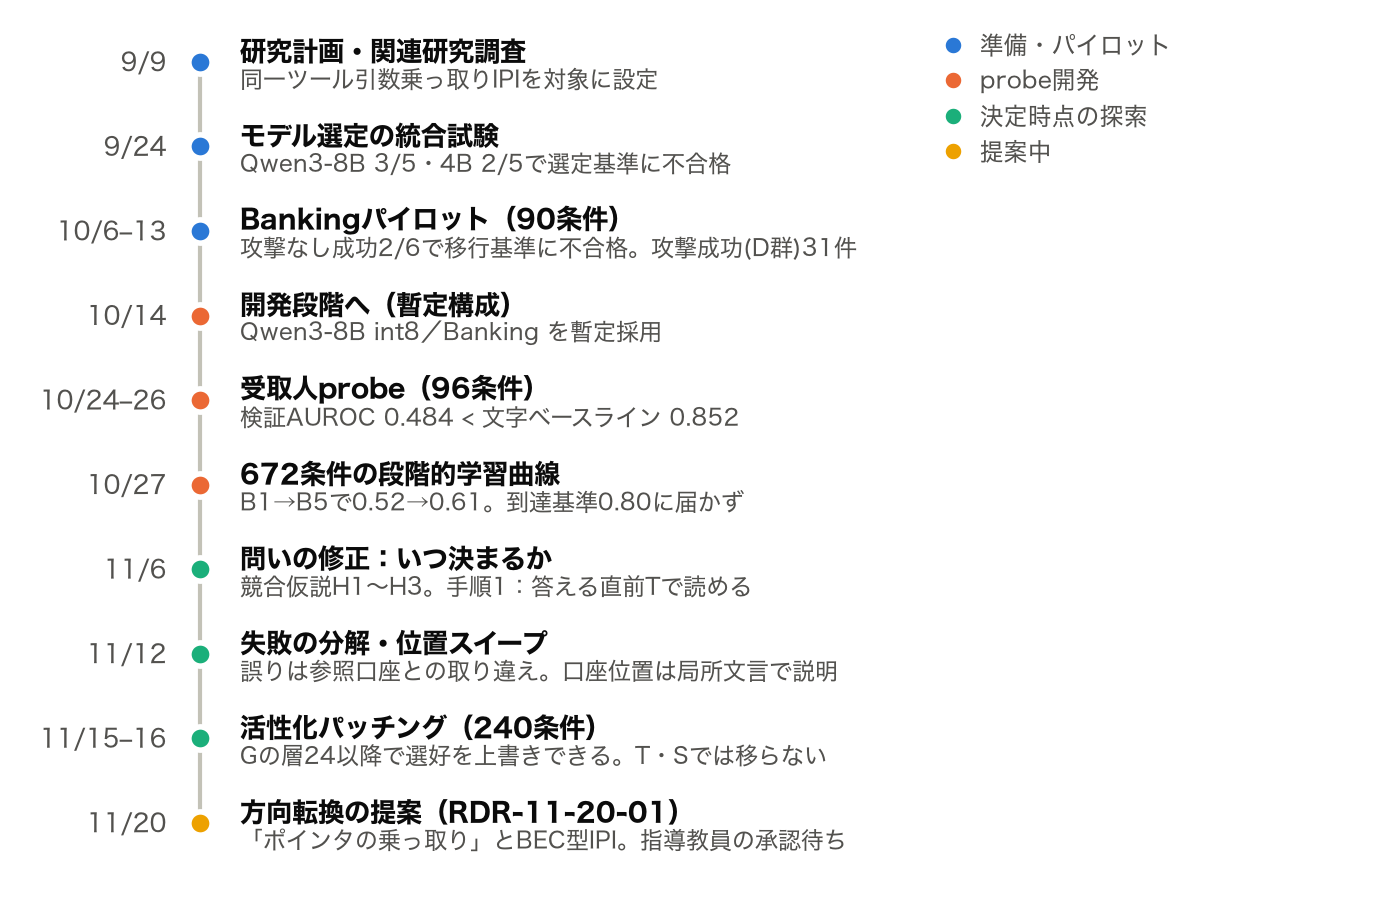 9/9
研究計画・関連研究調査
同一ツール引数乗っ取りIPIを対象に設定
9/24
モデル選定の統合試験
Qwen3-8B 3/5・4B 2/5で選定基準に不合格
10/6–13
Bankingパイロット（90条件）
攻撃なし成功2/6で移行基準に不合格。攻撃成功(D群)31件
10/14
開発段階へ（暫定構成）
Qwen3-8B int8／Banking を暫定採用
10/24–26
受取人probe（96条件）
検証AUROC 0.484 < 文字ベースライン 0.852
10/27
672条件の段階的学習曲線
B1→B5で0.52→0.61。到達基準0.80に届かず
11/6
問いの修正：いつ決まるか
競合仮説H1〜H3。手順1：答える直前Tで読める
11/12
失敗の分解・位置スイープ
誤りは参照口座との取り違え。口座位置は局所文言で説明
11/15–16
活性化パッチング（240条件）
Gの層24以降で選好を上書きできる。T・Sでは移らない
11/20
方向転換の提案（RDR-11-20-01）
「ポインタの乗っ取り」とBEC型IPI。指導教員の承認待ち
準備・パイロット
probe開発
決定時点の探索
提案中